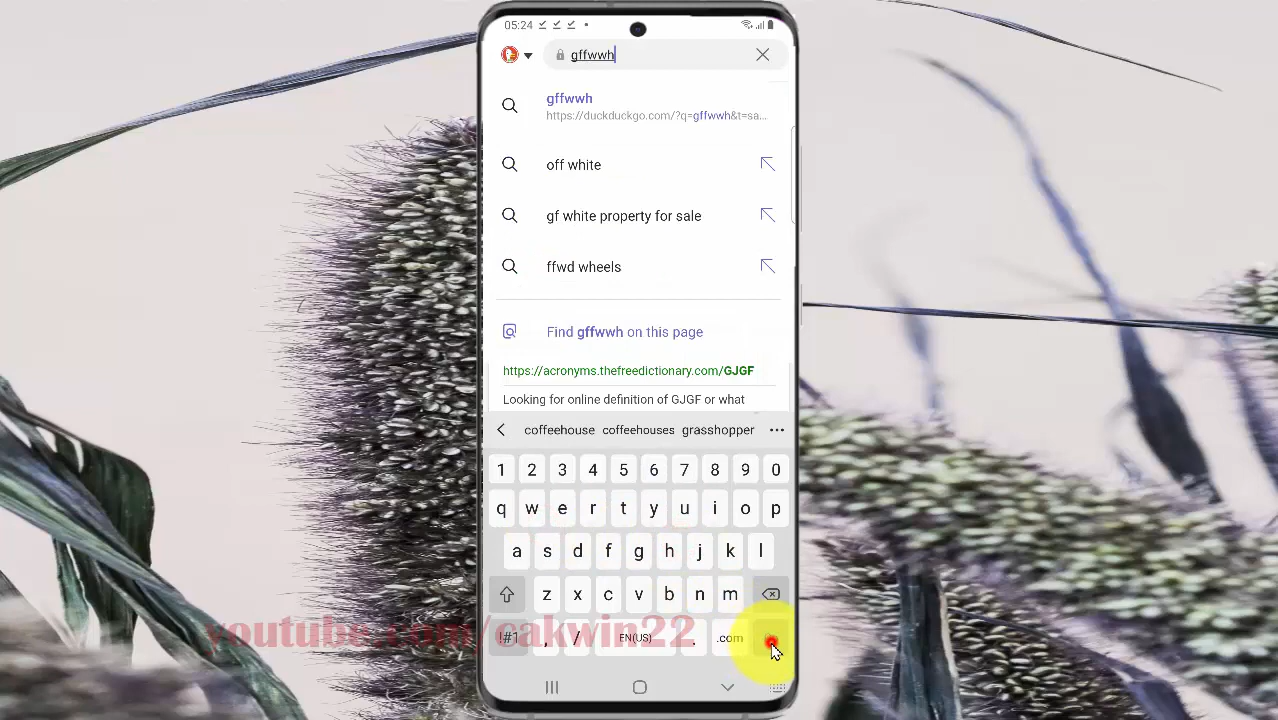 05:24
gffwwh
gffwwh
https://duckduckgo.com/?q=gffwwh&t=sa...
off white
gf white property for sale
ffwd wheels
Find gffwwh on this page
https://acronyms.thefreedictionary.com/GJGF
Looking for online definition of GJGF or what
coffeehouse coffeehouses grasshopper
1 2 3 4 5 6 7 8 9 0
q w e r t y u i o p
a s d f g h j k l
z x c v b n m
#1 , / EN(US) . .com
youtube.com/cakwin22